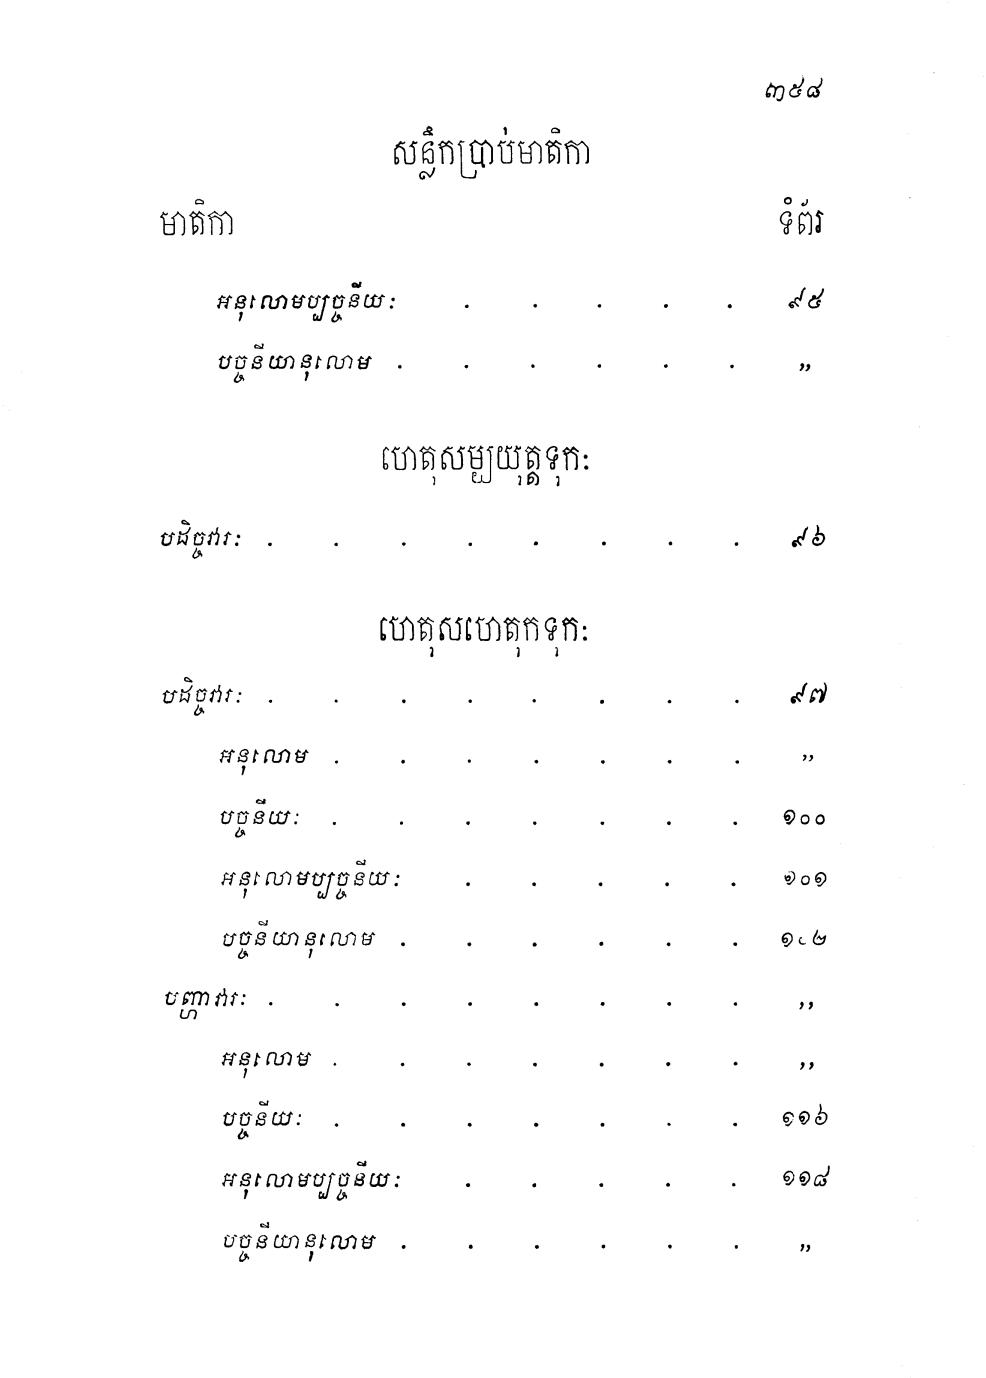 ៣៥៨
សន្លឹកប្រាប់មាតិកា
មាតិកា ទំព័រ
អនុលោមប្បច្ចនីយៈ . . . . . ៩៥
បច្ចនីយានុលោម . . . . . . ,,
ហេតុសម្បយុត្តទុកៈ
បដិច្ចវារៈ . . . . . . . . ៩៦
ហេតុសហេតុកទុកៈ
បដិច្ចវារៈ . . . . . . . . ៩៧
អនុលោម . . . . . . . ,,
បច្ចនីយៈ . . . . . . . ១០០
អនុលោមប្បច្ចនីយៈ . . . . . ១០១
បច្ចនីយានុលោម . . . . . . ១០២
បញ្ហាវារៈ . . . . . . . . ,,
អនុលោម . . . . . . . ,,
បច្ចនីយៈ . . . . . . . ១១៦
អនុលោមប្បច្ចនីយៈ . . . . . ១១៨
បច្ចនីយានុលោម . . . . . . ,,